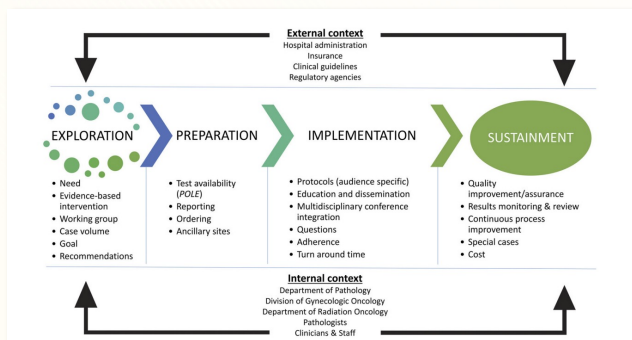 External context
Hospital administration
Insurance
Clinical guidelines
Regulatory agencies
EXPLORATION
• Need
• Evidence-based
intervention
• Working group
• Case volume
• Goal
• Recommendations
PREPARATION
• Test availability
(POLE)
• Reporting
• Ordering
• Ancillary sites
IMPLEMENTATION
• Protocols (audience specific)
• Education and dissemination
• Multidisciplinary conference
integration
• Questions
• Adherence
• Turn around time
SUSTAINMENT
• Quality
improvement/assurance
• Results monitoring & review
• Continuous process
improvement
• Special cases
• Cost
Internal context
Department of Pathology
Division of Gynecologic Oncology
Department of Radiation Oncology
Pathologists
Clinicians & Staff